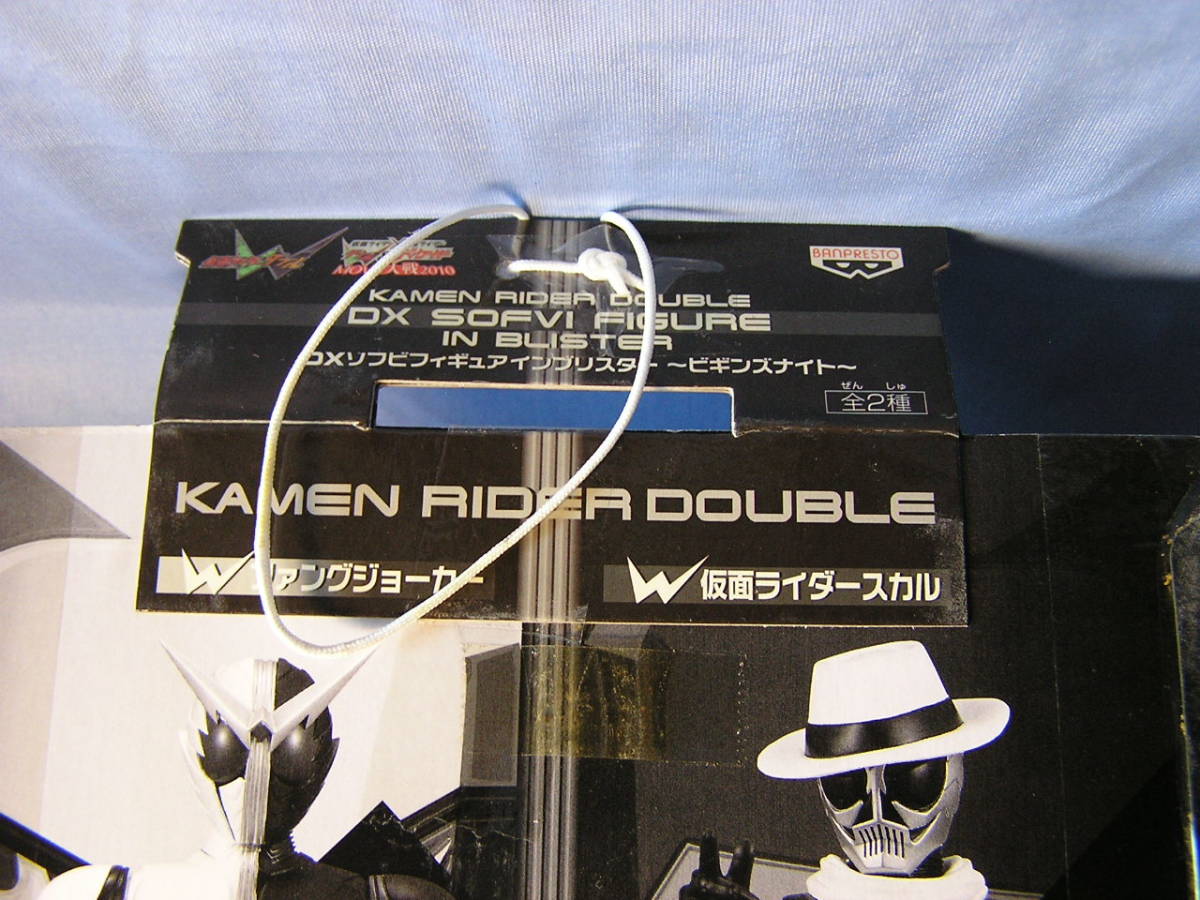 MOVIE大戦2010
BANPRESTO
KAMEN RIDER DOUBLE
DX SOFVI FIGURE
IN BLISTER
DXソフビフィギュアインブリスター ～ビギンズナイト～
ぜん しゅ
全2種
KAMEN RIDER DOUBLE
W ファングジョーカー
W 仮面ライダースカル